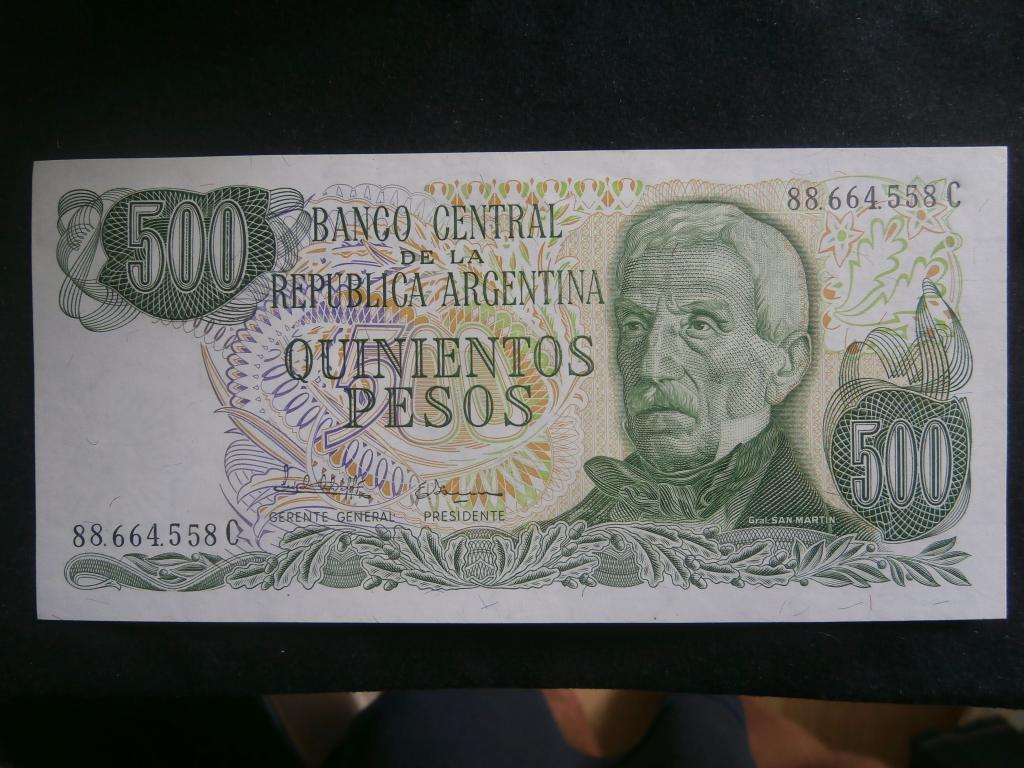 500
88.664.558 C
BANCO CENTRAL
DE LA
REPUBLICA ARGENTINA
QUINIENTOS
PESOS
500
500
GERENTE GENERAL PRESIDENTE
Gral. SAN MARTIN
88.664.558 C